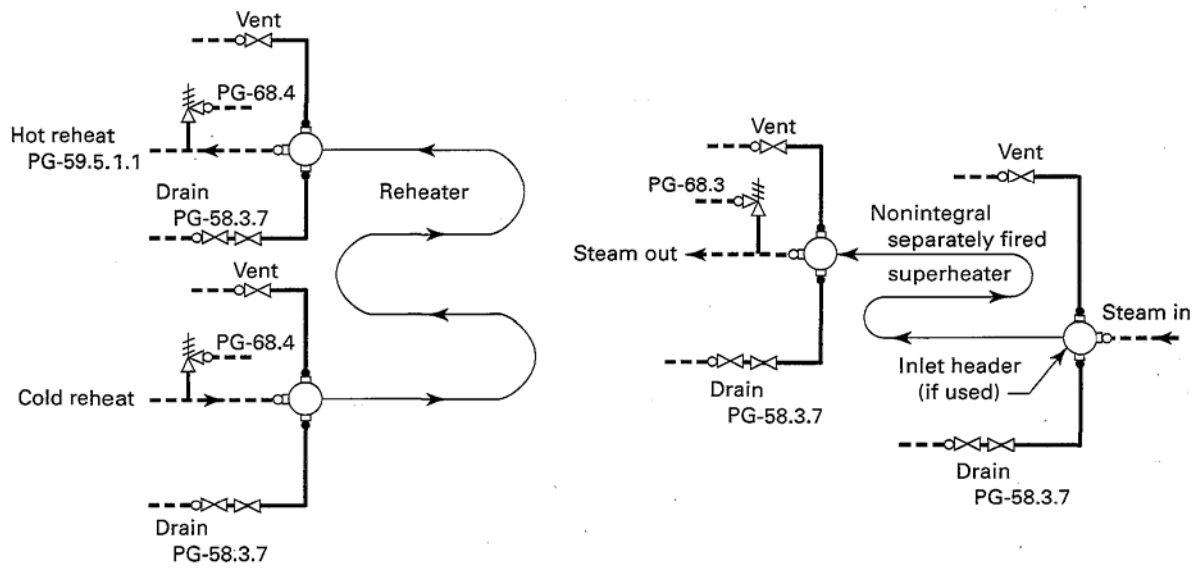 Vent
PG-68.4
Hot reheat
PG-59.5.1.1
Drain
PG-58.3.7
Reheater
Vent
PG-68.4
Cold reheat
Drain
PG-58.3.7
Vent
PG-68.3
Steam out
Nonintegral
separately fired
superheater
Drain
PG-58.3.7
Vent
Steam in
Inlet header
(if used)
Drain
PG-58.3.7